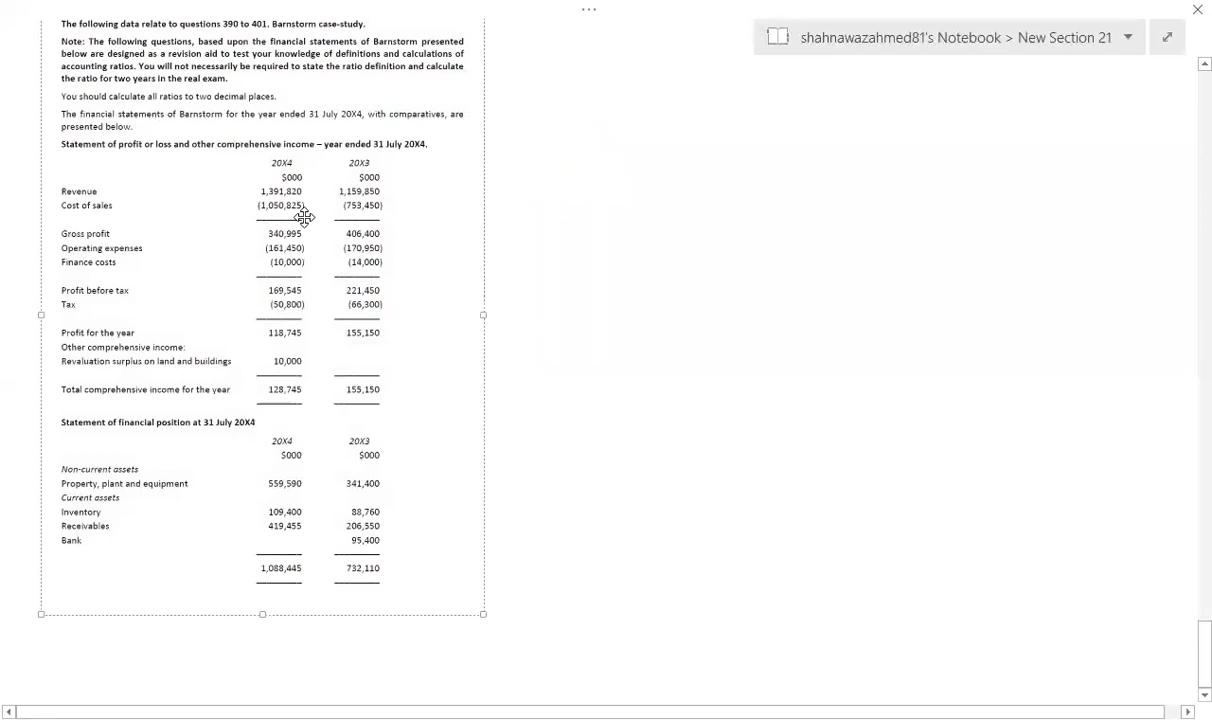 shahnawazahmed81's Notebook > New Section 21
The following data relate to questions 390 to 401. Barnstorm case-study.
Note: The following questions, based upon the financial statements of Barnstorm presented
below are designed as a revision aid to test your knowledge of definitions and calculations of
accounting ratios. You will not necessarily be required to state the ratio definition and calculate
the ratio for two years in the real exam.
You should calculate all ratios to two decimal places.
The financial statements of Barnstorm for the year ended 31 July 20X4, with comparatives, are
presented below.
Statement of profit or loss and other comprehensive income – year ended 31 July 20X4.
20X4 20X3
$000 $000
Revenue 1,391,820 1,159,850
Cost of sales (1,050,825) (753,450)
Gross profit 340,995 406,400
Operating expenses (161,450) (170,950)
Finance costs (10,000) (14,000)
Profit before tax 169,545 221,450
Tax (50,800) (66,300)
Profit for the year 118,745 155,150
Other comprehensive income:
Revaluation surplus on land and buildings 10,000
Total comprehensive income for the year 128,745 155,150
Statement of financial position at 31 July 20X4
20X4 20X3
$000 $000
Non-current assets
Property, plant and equipment 559,590 341,400
Current assets
Inventory 109,400 88,760
Receivables 419,455 206,550
Bank 95,400
1,088,445 732,110